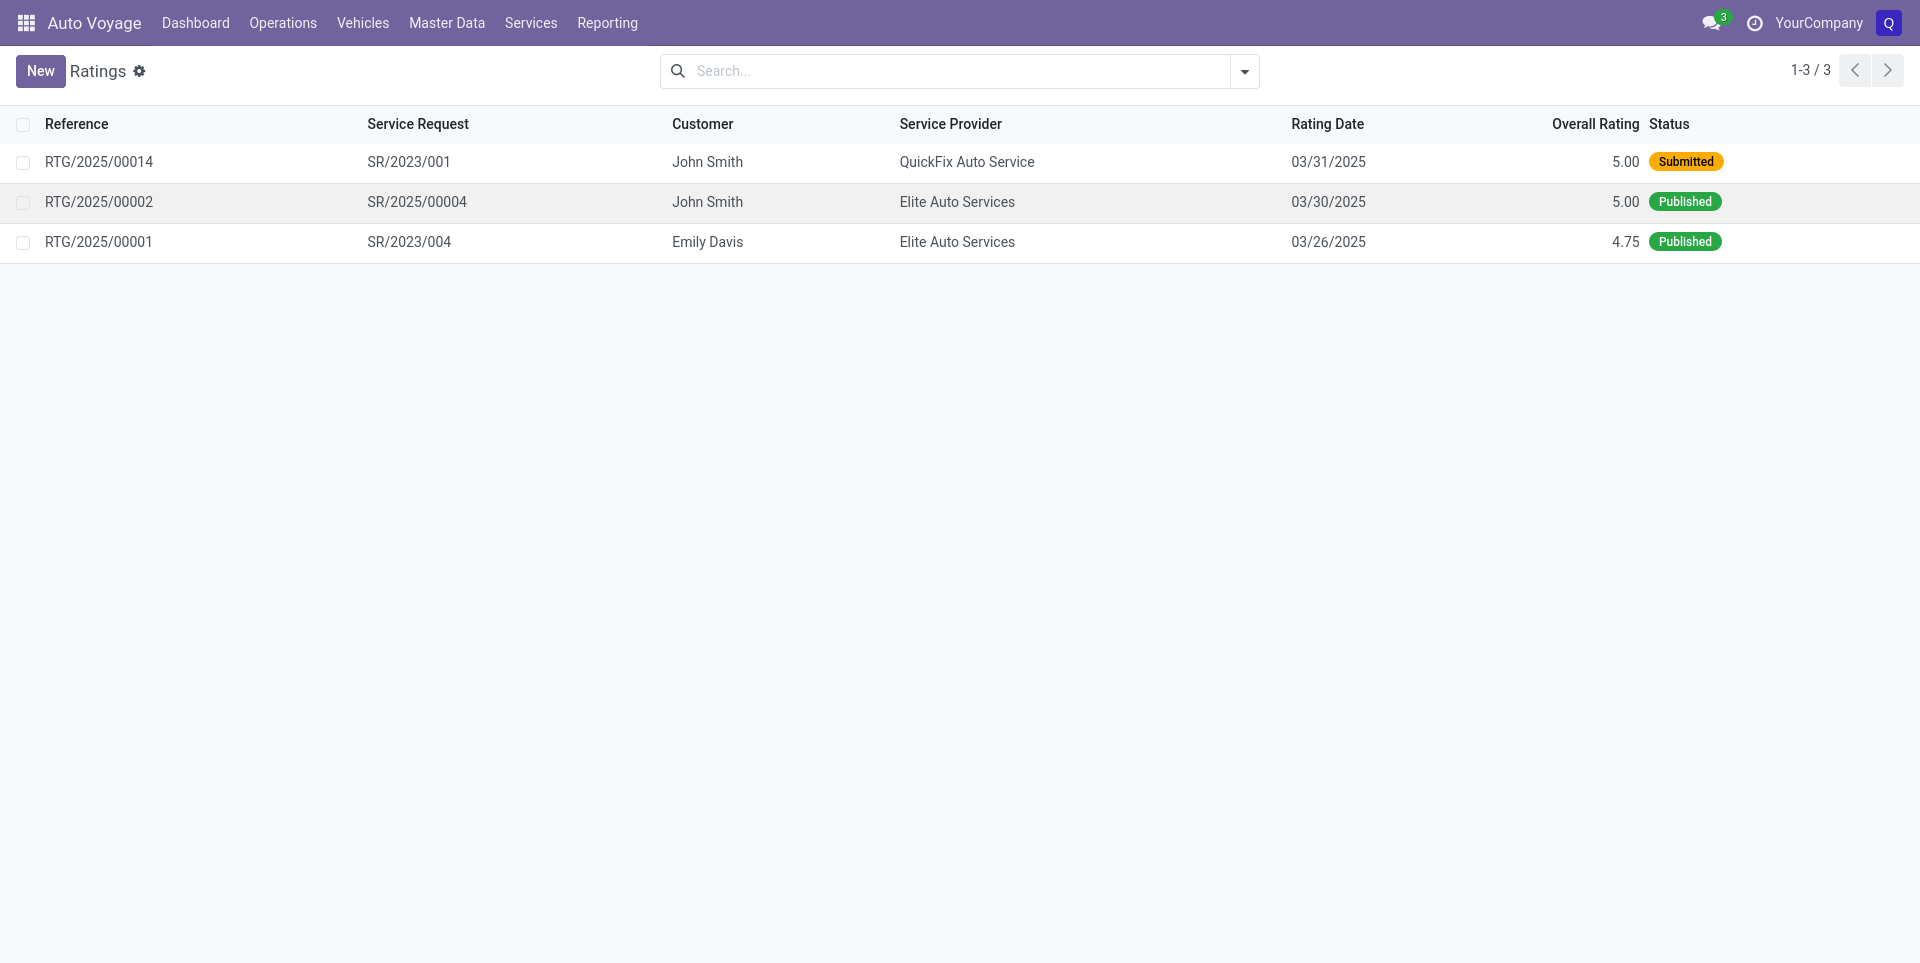 Auto Voyage Dashboard Operations Vehicles Master Data Services Reporting 3 YourCompany Q
New Ratings Search... 1-3 / 3
Reference Service Request Customer Service Provider Rating Date Overall Rating Status
RTG/2025/00014 SR/2023/001 John Smith QuickFix Auto Service 03/31/2025 5.00 Submitted
RTG/2025/00002 SR/2025/00004 John Smith Elite Auto Services 03/30/2025 5.00 Published
RTG/2025/00001 SR/2023/004 Emily Davis Elite Auto Services 03/26/2025 4.75 Published